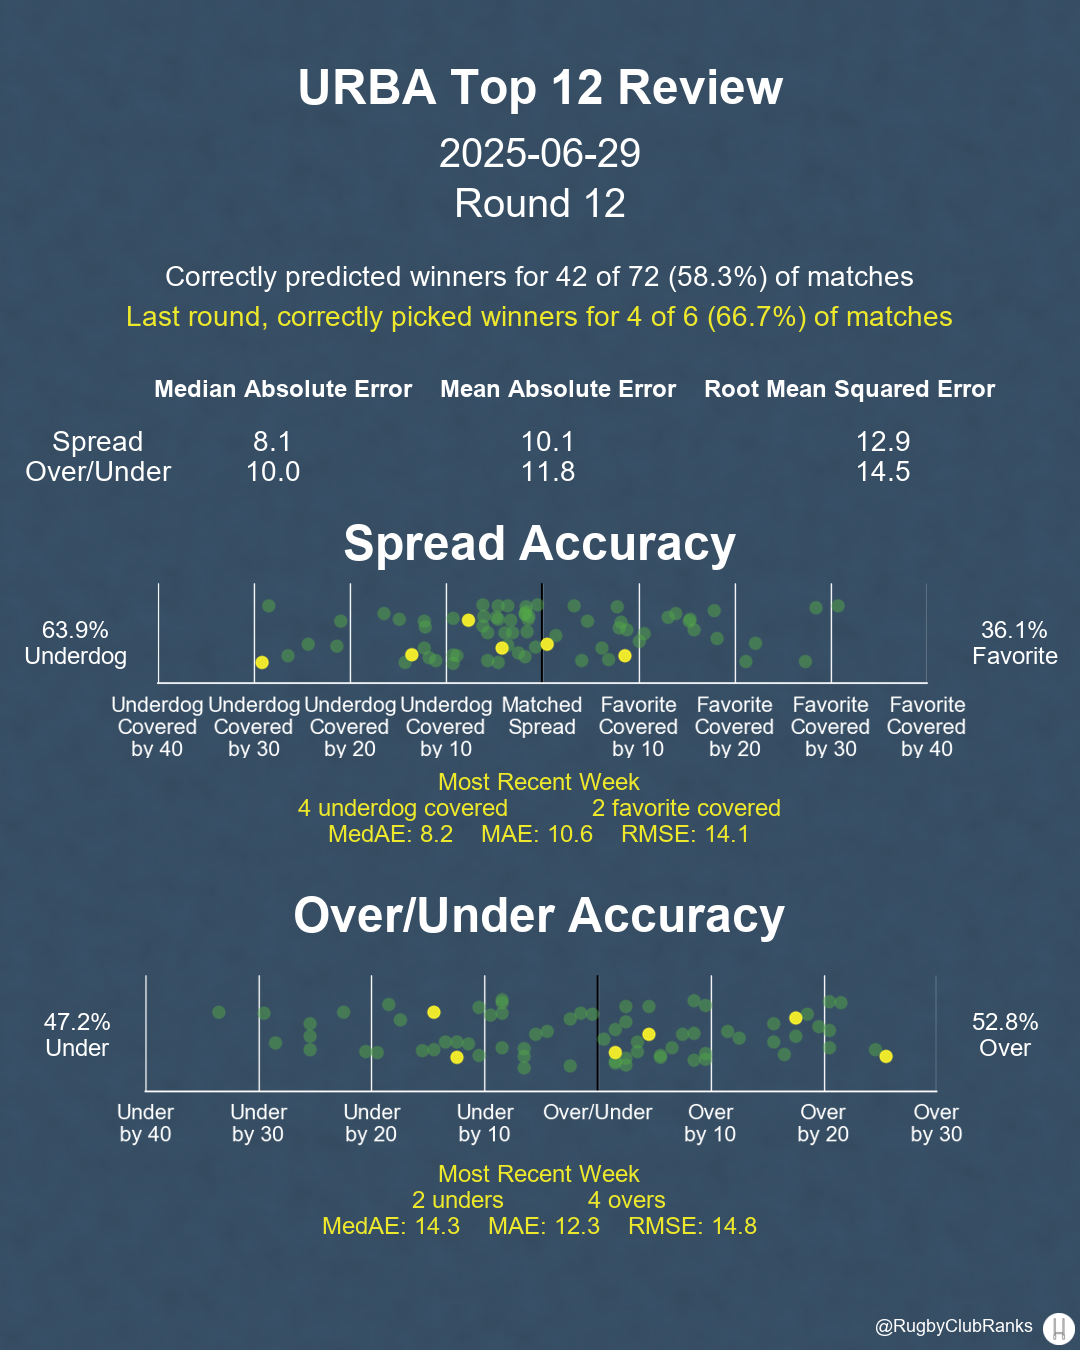 URBA Top 12 Review
2025-06-29
Round 12
Correctly predicted winners for 42 of 72 (58.3%) of matches
Last round, correctly picked winners for 4 of 6 (66.7%) of matches
Median Absolute Error Mean Absolute Error Root Mean Squared Error
Spread 8.1 10.1 12.9
Over/Under 10.0 11.8 14.5
Spread Accuracy
63.9%
Underdog
36.1%
Favorite
Underdog Underdog Underdog Underdog Matched Favorite Favorite Favorite Favorite
Covered Covered Covered Covered Spread Covered Covered Covered Covered
by 40 by 30 by 20 by 10 by 10 by 20 by 30 by 40
Most Recent Week
4 underdog covered 2 favorite covered
MedAE: 8.2 MAE: 10.6 RMSE: 14.1
Over/Under Accuracy
47.2%
Under
52.8%
Over
Under Under Under Under Over/Under Over Over Over
by 40 by 30 by 20 by 10 by 10 by 20 by 30
Most Recent Week
2 unders 4 overs
MedAE: 14.3 MAE: 12.3 RMSE: 14.8
@RugbyClubRanks